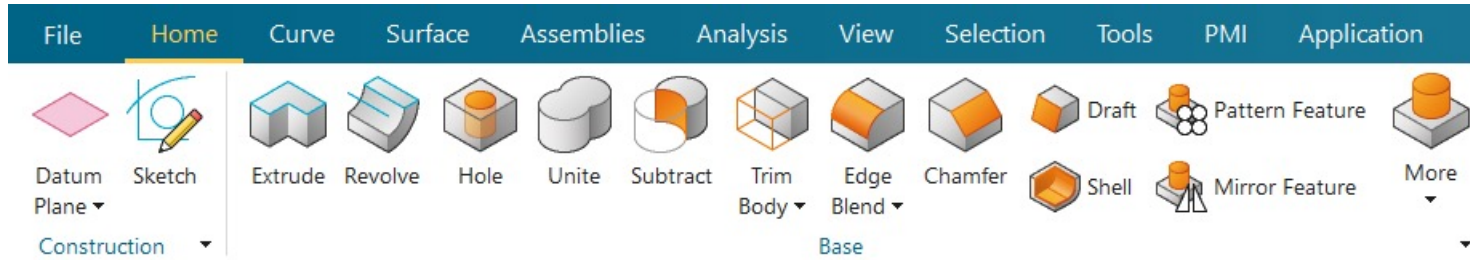 File Home Curve Surface Assemblies Analysis View Selection Tools PMI Application
Datum Plane
Sketch
Extrude
Revolve
Hole
Unite
Subtract
Trim Body
Edge Blend
Chamfer
Draft
Shell
Pattern Feature
Mirror Feature
More
Construction
Base